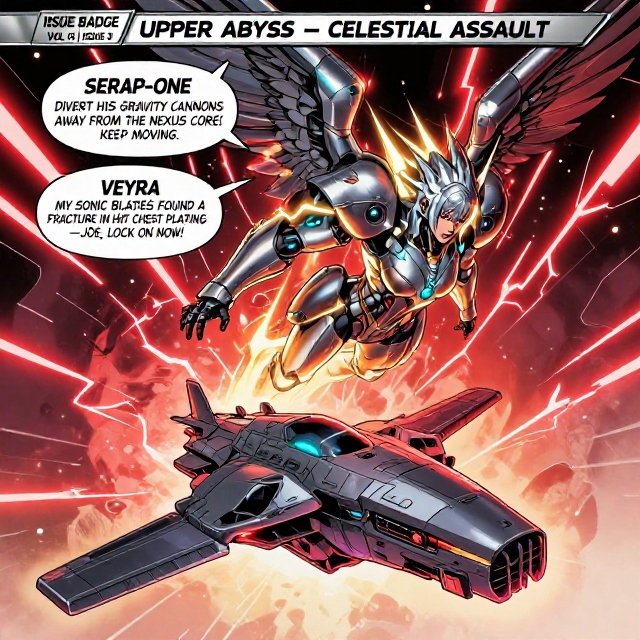 ISSUE BADGE
UPPER ABYSS — CELESTIAL ASSAULT
SERAP-ONE
DIVERT HIS GRAVITY CANNONS
AWAY FROM THE NEXUS CORE!
KEEP MOVING.
VEYRA
MY SONIC BLATES FOUND A
FRACTURE IN HIT CHEST PLATING
—JOE, LOCK ON NOW!